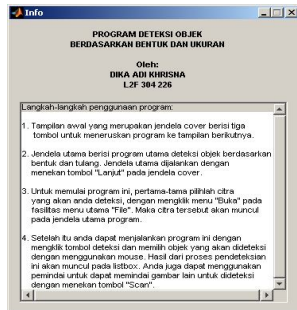 Info
PROGRAM DETEKSI OBJEK
BERDASARKAN BENTUK DAN UKURAN
Oleh:
DIKA ADI KHRISNA
L2F 304 226
Langkah-langkah penggunaan program:
1. Tampilan awal yang merupakan jendela cover berisi tiga
tombol untuk meneruskan program ke tampilan berikutnya.
2. Jendela utama berisi program utama deteksi objek berdasarkan
bentuk dan tulang. Jendela utama dijalankan dengan
menekan tombol "Lanjut" pada jendela cover.
3. Untuk memulai program ini, pertama-tama pilihlah citra
yang akan anda deteksi, dengan mengklik menu "Buka" pada
fasilitas menu utama "File". Maka citra tersebut akan muncul
pada jendela utama program.
4. Setelah itu anda dapat menjalankan program ini dengan
mengklik tombol deteksi dan memilih objek yang akan dideteksi
dengan menggunakan mouse. Hasil dari proses pendeteksian
ini akan muncul pada listbox. Anda juga dapat menggunakan
pemindai untuk dapat memindai gambar lain untuk dideteksi
dengan menekan tombol "Scan".